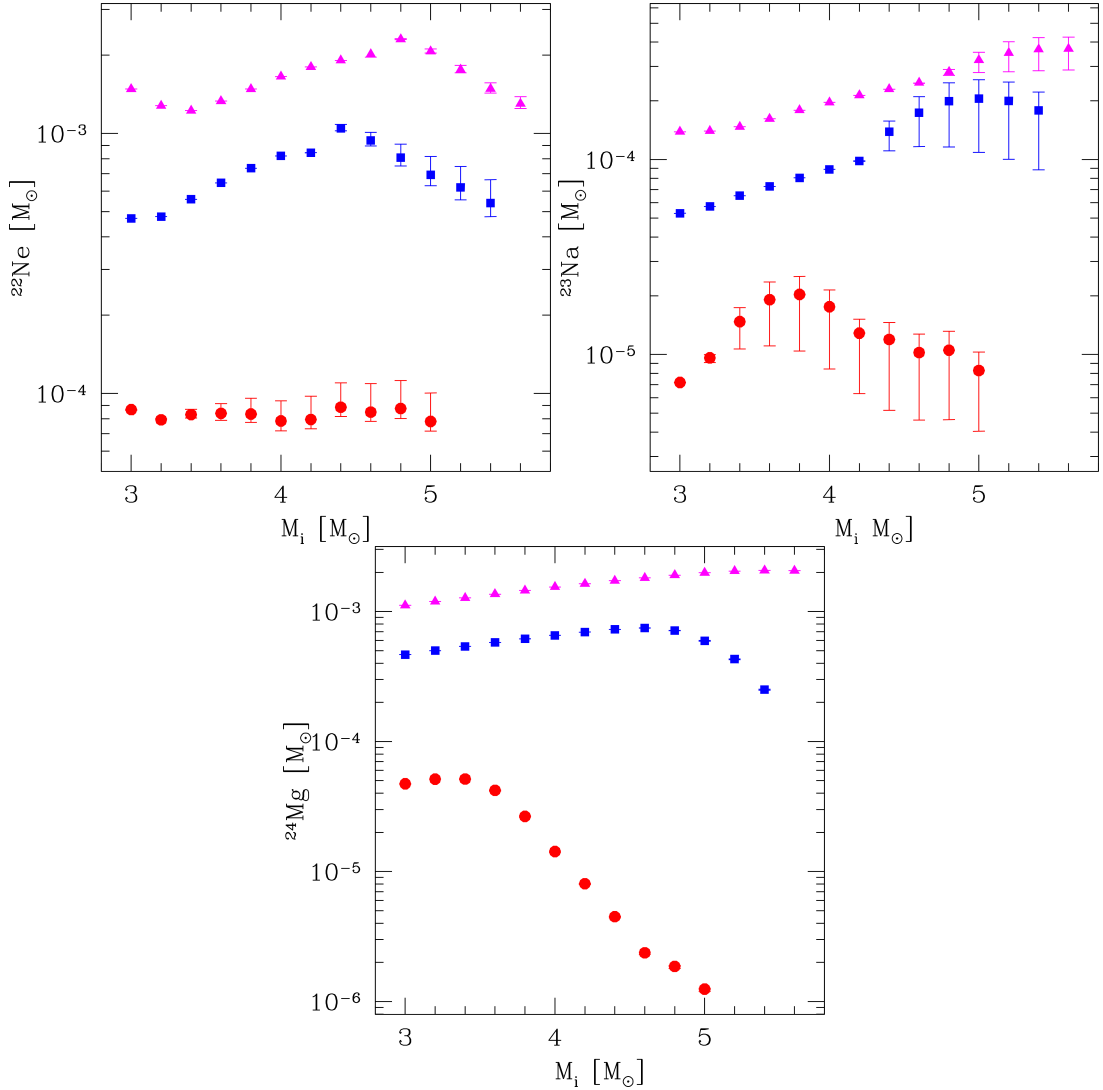 10⁻³
10⁻⁴
²²Ne [M☉]
3 4 5
Mᵢ [M☉]
10⁻⁴
10⁻⁵
²³Na [M☉]
3 4 5
Mᵢ M☉]
10⁻³
10⁻⁴
10⁻⁵
10⁻⁶
²⁴Mg [M☉]
3 4 5
Mᵢ [M☉]